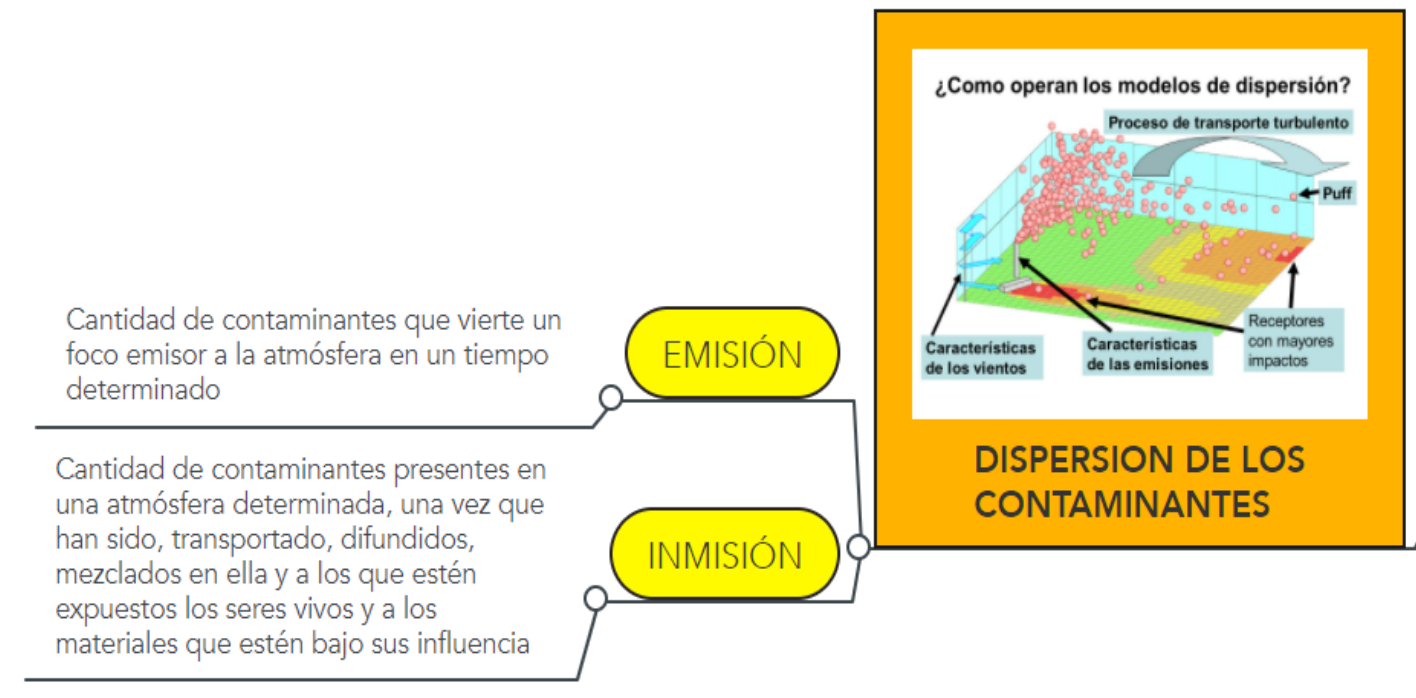 ¿Como operan los modelos de dispersión?
Proceso de transporte turbulento
Puff
Características
de los vientos
Características
de las emisiones
Receptores
con mayores
impactos
DISPERSION DE LOS
CONTAMINANTES
EMISIÓN
Cantidad de contaminantes que vierte un
foco emisor a la atmósfera en un tiempo
determinado
INMISIÓN
Cantidad de contaminantes presentes en
una atmósfera determinada, una vez que
han sido, transportado, difundidos,
mezclados en ella y a los que estén
expuestos los seres vivos y a los
materiales que estén bajo sus influencia